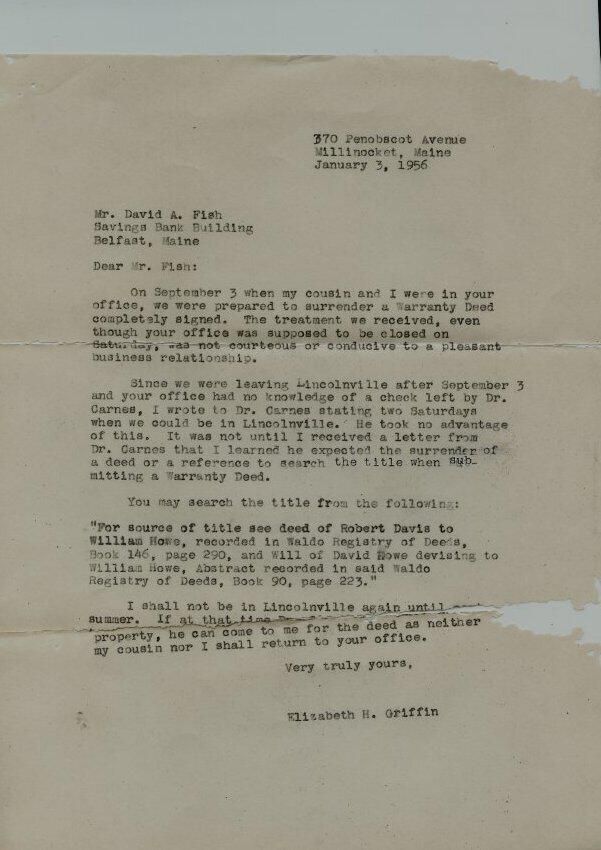 370 Penobscot Avenue
Millinocket, Maine
January 3, 1956
Mr. David A. Fish
Savings Bank Building
Belfast, Maine
Dear Mr. Fish:
On September 3 when my cousin and I were in your
office, we were prepared to surrender a Warranty Deed
completely signed. The treatment we received, even
though your office was supposed to be closed on
Saturday, was not courteous or conducive to a pleasant
business relationship.
Since we were leaving Lincolnville after September 3
and your office had no knowledge of a check left by Dr.
Carnes, I wrote to Dr. Carnes stating two Saturdays
when we could be in Lincolnville. He took no advantage
of this. It was not until I received a letter from
Dr. Carnes that I learned he expected the surrender of
a deed or a reference to search the title when sub-
mitting a Warranty Deed.
You may search the title from the following:
"For source of title see deed of Robert Davis to
William Howe, recorded in Waldo Registry of Deeds,
Book 146, page 290, and Will of David Howe devising to
William Howe, Abstract recorded in said Waldo
Registry of Deeds, Book 90, page 223."
I shall not be in Lincolnville again until
summer. If at that time
property, he can come to me for the deed as neither
my cousin nor I shall return to your office.
Very truly yours,
Elizabeth H. Griffin